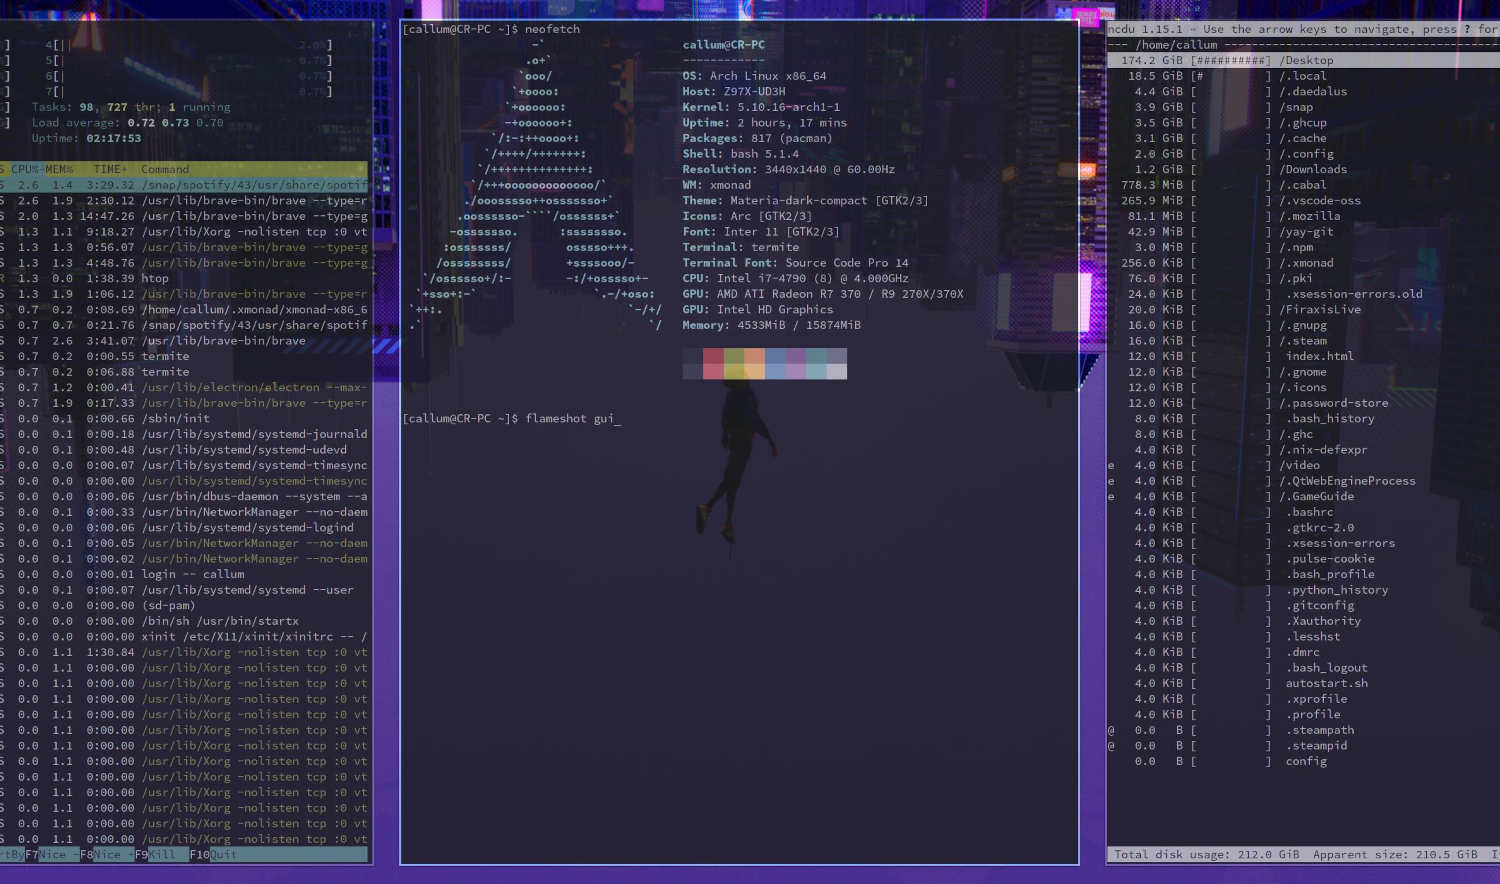 ] 4[|| 2.0%]
] 5[| 0.7%]
] 6[| 0.7%]
] 7[| 0.7%]
] Tasks: 98, 727 thr; 1 running
] Load average: 0.72 0.73 0.70
Uptime: 02:17:53
S CPU% MEM% TIME+ Command
S 2.6 1.4 3:29.32 /snap/spotify/43/usr/share/spotif
S 2.6 1.9 2:30.12 /usr/lib/brave-bin/brave --type=r
S 2.0 1.3 14:47.26 /usr/lib/brave-bin/brave --type=g
S 1.3 1.1 9:18.27 /usr/lib/Xorg -nolisten tcp :0 vt
S 1.3 1.3 0:56.07 /usr/lib/brave-bin/brave --type=g
S 1.3 1.3 4:48.76 /usr/lib/brave-bin/brave --type=g
R 1.3 0.0 1:38.39 htop
S 1.3 1.9 1:06.12 /usr/lib/brave-bin/brave --type=r
S 0.7 0.2 0:08.69 /home/callum/.xmonad/xmonad-x86_6
S 0.7 0.7 0:21.76 /snap/spotify/43/usr/share/spotif
S 0.7 2.6 3:41.07 /usr/lib/brave-bin/brave
S 0.7 0.2 0:00.55 termite
S 0.7 0.2 0:06.88 termite
S 0.7 1.2 0:00.41 /usr/lib/electron/electron --max-
S 0.7 1.9 0:17.33 /usr/lib/brave-bin/brave --type=r
S 0.0 0.1 0:00.66 /sbin/init
S 0.0 0.1 0:00.18 /usr/lib/systemd/systemd-journald
S 0.0 0.1 0:00.48 /usr/lib/systemd/systemd-udevd
S 0.0 0.0 0:00.07 /usr/lib/systemd/systemd-timesync
S 0.0 0.0 0:00.00 /usr/lib/systemd/systemd-timesync
S 0.0 0.0 0:00.06 /usr/bin/dbus-daemon --system --a
S 0.0 0.1 0:00.33 /usr/bin/NetworkManager --no-daem
S 0.0 0.0 0:00.06 /usr/lib/systemd/systemd-logind
S 0.0 0.1 0:00.05 /usr/bin/NetworkManager --no-daem
S 0.0 0.1 0:00.02 /usr/bin/NetworkManager --no-daem
S 0.0 0.0 0:00.01 login -- callum
S 0.0 0.1 0:00.07 /usr/lib/systemd/systemd --user
S 0.0 0.0 0:00.00 (sd-pam)
S 0.0 0.0 0:00.00 /bin/sh /usr/bin/startx
S 0.0 0.0 0:00.00 xinit /etc/X11/xinit/xinitrc -- /
S 0.0 1.1 1:30.84 /usr/lib/Xorg -nolisten tcp :0 vt
S 0.0 1.1 0:00.00 /usr/lib/Xorg -nolisten tcp :0 vt
S 0.0 1.1 0:00.00 /usr/lib/Xorg -nolisten tcp :0 vt
S 0.0 1.1 0:00.00 /usr/lib/Xorg -nolisten tcp :0 vt
S 0.0 1.1 0:00.00 /usr/lib/Xorg -nolisten tcp :0 vt
S 0.0 1.1 0:00.00 /usr/lib/Xorg -nolisten tcp :0 vt
S 0.0 1.1 0:00.00 /usr/lib/Xorg -nolisten tcp :0 vt
S 0.0 1.1 0:00.00 /usr/lib/Xorg -nolisten tcp :0 vt
S 0.0 1.1 0:00.00 /usr/lib/Xorg -nolisten tcp :0 vt
S 0.0 1.1 0:00.00 /usr/lib/Xorg -nolisten tcp :0 vt
S 0.0 1.1 0:00.00 /usr/lib/Xorg -nolisten tcp :0 vt
S 0.0 1.1 0:00.00 /usr/lib/Xorg -nolisten tcp :0 vt
S 0.0 1.1 0:00.00 /usr/lib/Xorg -nolisten tcp :0 vt
rtByF7Nice -F8Nice +F9Kill F10Quit
[callum@CR-PC ~]$ neofetch
callum@CR-PC
------------
OS: Arch Linux x86_64
Host: Z97X-UD3H
Kernel: 5.10.16-arch1-1
Uptime: 2 hours, 17 mins
Packages: 817 (pacman)
Shell: bash 5.1.4
Resolution: 3440x1440 @ 60.00Hz
WM: xmonad
Theme: Materia-dark-compact [GTK2/3]
Icons: Arc [GTK2/3]
Font: Inter 11 [GTK2/3]
Terminal: termite
Terminal Font: Source Code Pro 14
CPU: Intel i7-4790 (8) @ 4.000GHz
GPU: AMD ATI Radeon R7 370 / R9 270X/370X
GPU: Intel HD Graphics
Memory: 4533MiB / 15874MiB
[callum@CR-PC ~]$ flameshot gui_
ncdu 1.15.1 ~ Use the arrow keys to navigate, press ? for
--- /home/callum ----------------------------------------
174.2 GiB [##########] /Desktop
18.5 GiB [# ] /.local
4.4 GiB [ ] /.daedalus
3.9 GiB [ ] /snap
3.5 GiB [ ] /.ghcup
3.1 GiB [ ] /.cache
2.0 GiB [ ] /.config
1.2 GiB [ ] /Downloads
778.3 MiB [ ] /.cabal
265.9 MiB [ ] /.vscode-oss
81.1 MiB [ ] /.mozilla
42.9 MiB [ ] /yay-git
3.0 MiB [ ] /.npm
256.0 KiB [ ] /.xmonad
76.0 KiB [ ] /.pki
24.0 KiB [ ] .xsession-errors.old
20.0 KiB [ ] /FiraxisLive
16.0 KiB [ ] /.gnupg
16.0 KiB [ ] /.steam
16.0 KiB [ ] index.html
12.0 KiB [ ] /.gnome
12.0 KiB [ ] /.icons
12.0 KiB [ ] /.password-store
8.0 KiB [ ] .bash_history
8.0 KiB [ ] /.ghc
4.0 KiB [ ] /.nix-defexpr
e 4.0 KiB [ ] /video
e 4.0 KiB [ ] /.QtWebEngineProcess
e 4.0 KiB [ ] /.GameGuide
4.0 KiB [ ] .bashrc
4.0 KiB [ ] .gtkrc-2.0
4.0 KiB [ ] .xsession-errors
4.0 KiB [ ] .pulse-cookie
4.0 KiB [ ] .bash_profile
4.0 KiB [ ] .python_history
4.0 KiB [ ] .gitconfig
4.0 KiB [ ] .Xauthority
4.0 KiB [ ] .lesshst
4.0 KiB [ ] .dmrc
4.0 KiB [ ] .bash_logout
4.0 KiB [ ] autostart.sh
4.0 KiB [ ] .xprofile
4.0 KiB [ ] .profile
@ 0.0 B [ ] .steampath
@ 0.0 B [ ] .steampid
0.0 B [ ] config
Total disk usage: 212.0 GiB Apparent size: 210.5 GiB I